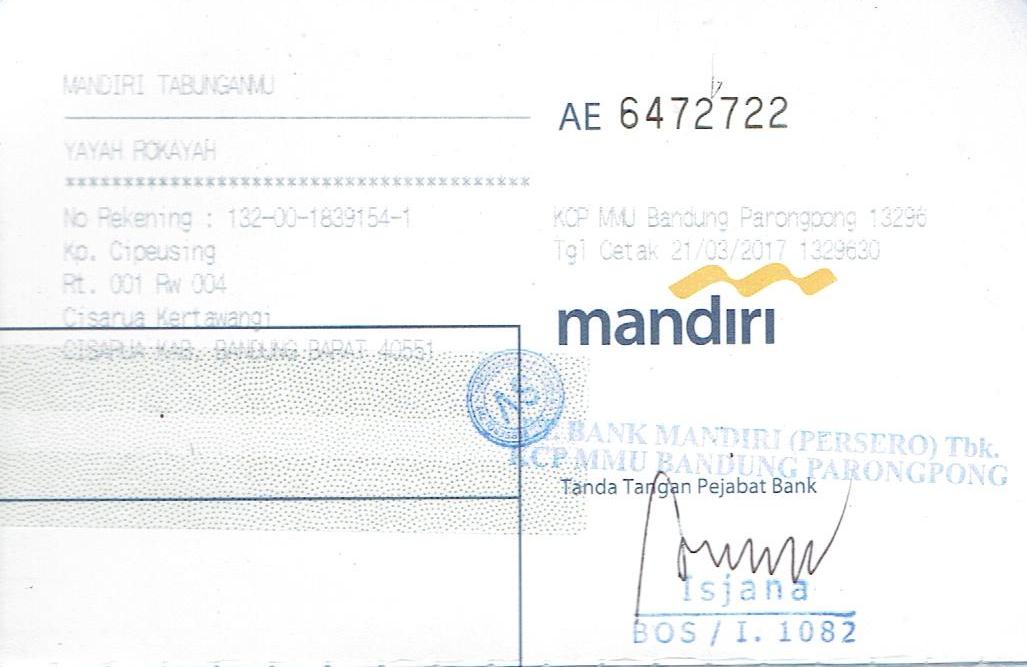 MANDIRI TABUNGANMU
YAYAH ROKAYAH
***********************************************
No Rekening : 132-00-1839154-1
Kp. Cipeusing
Rt. 001 Rw 004
Cisarua Kertawangi
CISARUA KAB. BANDUNG BARAT 40551
AE 6472722
KCP MMU Bandung Parongpong 13296
Tgl Cetak 21/03/2017 1329630
mandiri
BANK MANDIRI (PERSERO) Tbk.
KCP MMU BANDUNG PARONGPONG
Tanda Tangan Pejabat Bank
Isjana
BOS / I. 1082